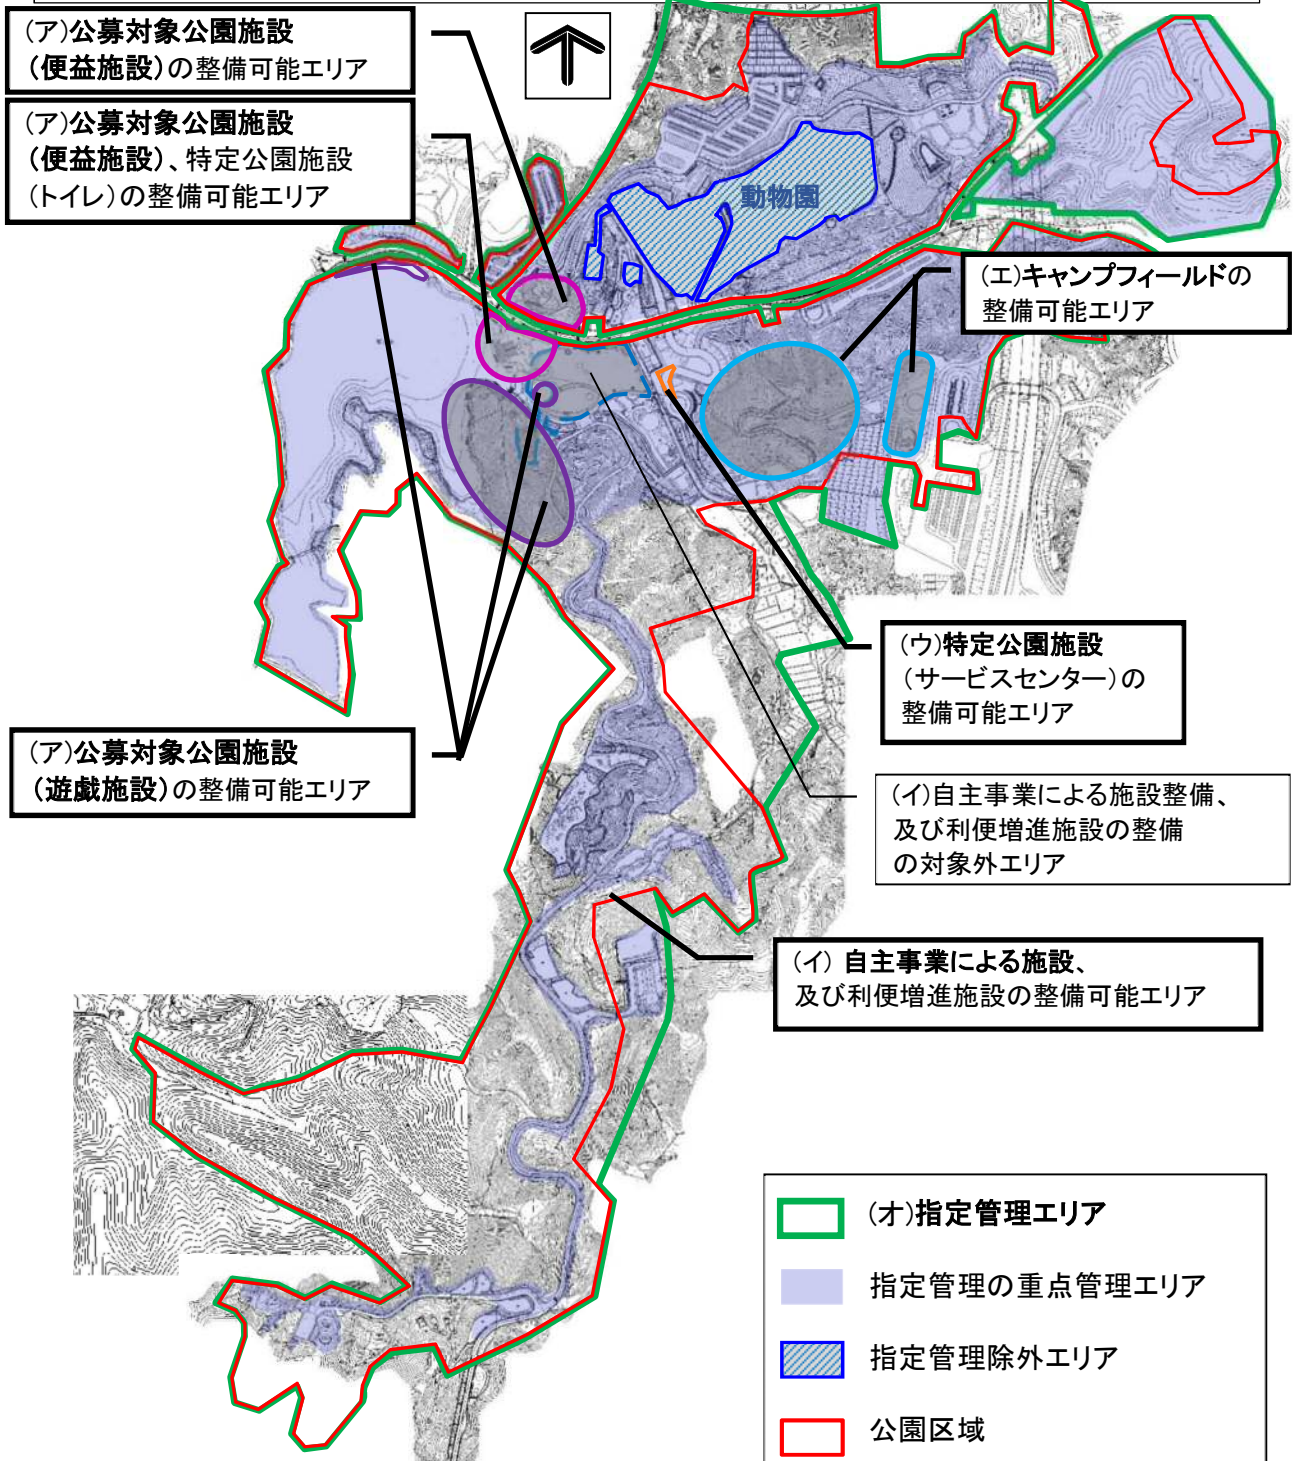 (ア)公募対象公園施設
(便益施設)の整備可能エリア
(ア)公募対象公園施設
(便益施設)、特定公園施設
(トイレ)の整備可能エリア
動物園
(エ)キャンプフィールドの
整備可能エリア
(ウ)特定公園施設
(サービスセンター)の
整備可能エリア
(ア)公募対象公園施設
(遊戯施設)の整備可能エリア
(イ)自主事業による施設整備、
及び利便増進施設の整備
の対象外エリア
(イ) 自主事業による施設、
及び利便増進施設の整備可能エリア
(オ)指定管理エリア
指定管理の重点管理エリア
指定管理除外エリア
公園区域